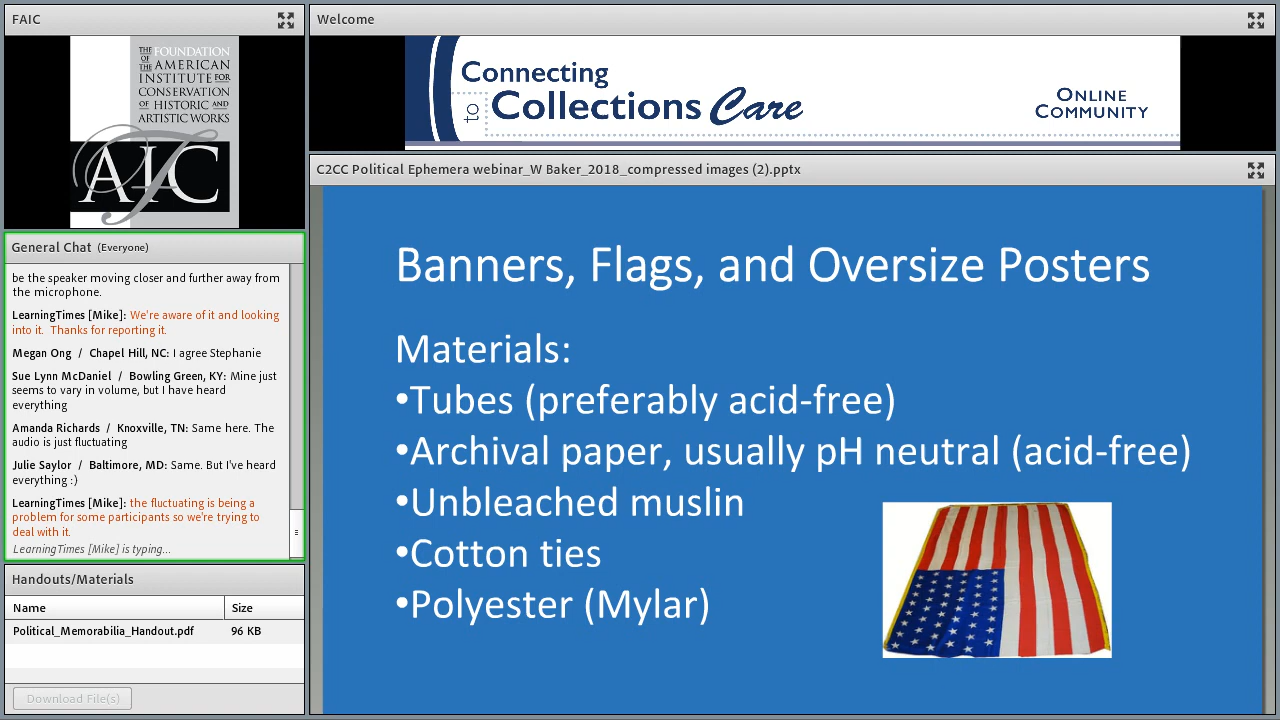 FAIC
THE FOUNDATION
OF THE AMERICAN
INSTITUTE FOR
CONSERVATION
OF HISTORIC AND
ARTISTIC WORKS
AIC
General Chat (Everyone)
be the speaker moving closer and further away from
the microphone.
LearningTimes [Mike]: We're aware of it and looking
into it. Thanks for reporting it.
Megan Ong / Chapel Hill, NC: I agree Stephanie
Sue Lynn McDaniel / Bowling Green, KY: Mine just
seems to vary in volume, but I have heard
everything
Amanda Richards / Knoxville, TN: Same here. The
audio is just fluctuating
Julie Saylor / Baltimore, MD: Same. But I've heard
everything :)
LearningTimes [Mike]: the fluctuating is being a
problem for some participants so we're trying to
deal with it.
LearningTimes [Mike] is typing...
Handouts/Materials
Name Size
Political_Memorabilia_Handout.pdf 96 KB
Download File(s)
Welcome
Connecting
to Collections Care
ONLINE
COMMUNITY
C2CC Political Ephemera webinar_W Baker_2018_compressed images (2).pptx
Banners, Flags, and Oversize Posters
Materials:
•Tubes (preferably acid-free)
•Archival paper, usually pH neutral (acid-free)
•Unbleached muslin
•Cotton ties
•Polyester (Mylar)